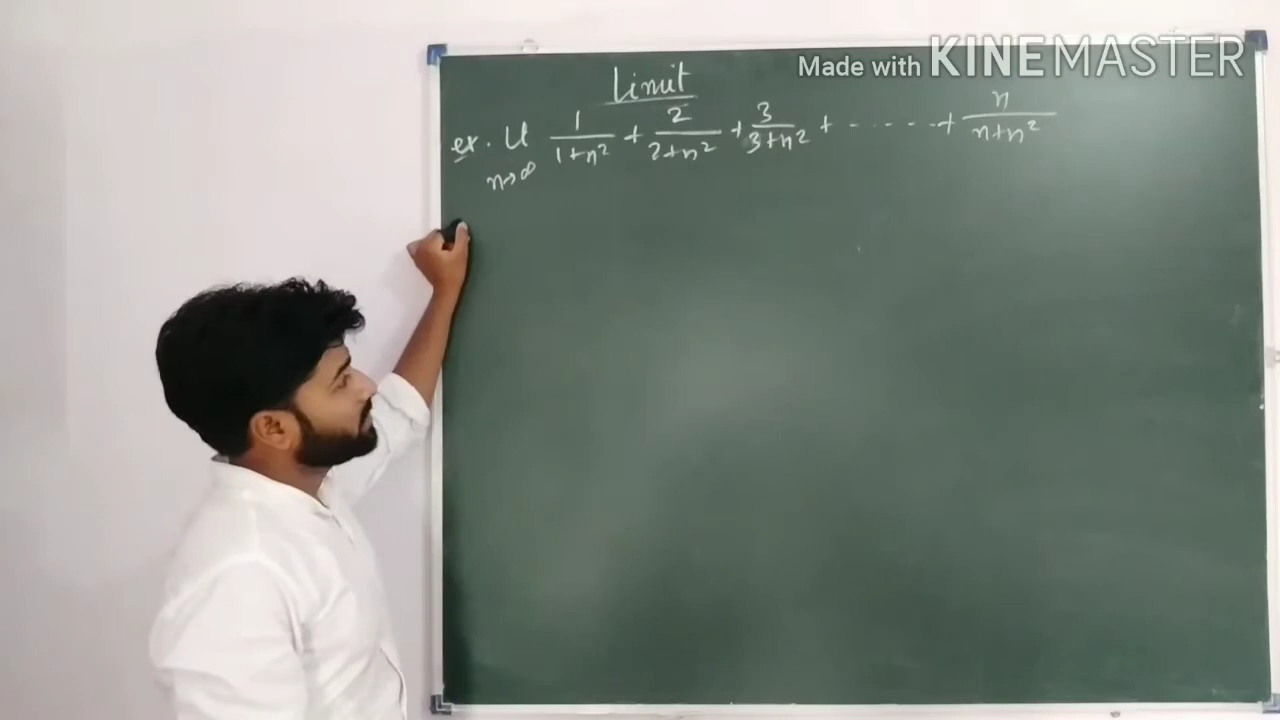 Made with KINEMASTER
Limit
ex. Lt n→∞ 1/(1+n²) + 2/(2+n²) + 3/(3+n²) + ...... + n/(n+n²)